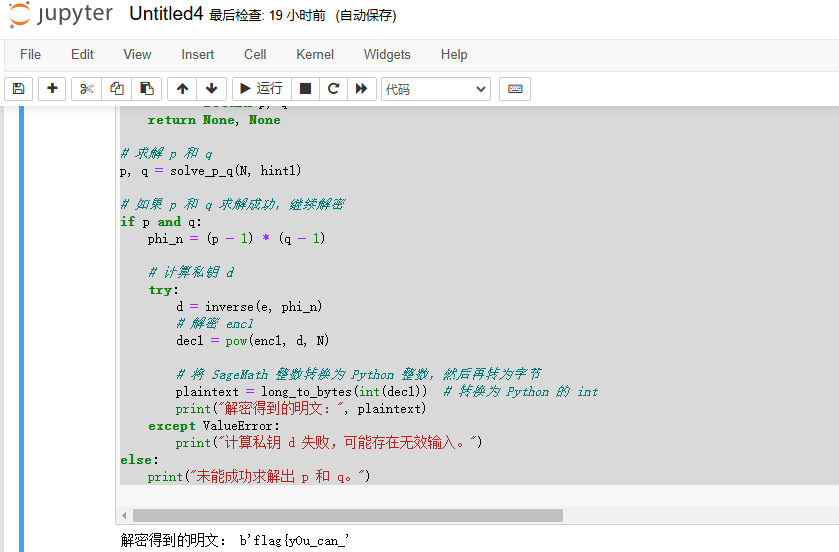 jupyter Untitled4 最后检查: 19 小时前 (自动保存)
File Edit View Insert Cell Kernel Widgets Help
运行 代码
return None, None
# 求解 p 和 q
p, q = solve_p_q(N, hint1)
# 如果 p 和 q 求解成功，继续解密
if p and q:
phi_n = (p - 1) * (q - 1)
# 计算私钥 d
try:
d = inverse(e, phi_n)
# 解密 enc1
dec1 = pow(enc1, d, N)
# 将 SageMath 整数转换为 Python 整数，然后再转为字节
plaintext = long_to_bytes(int(dec1)) # 转换为 Python 的 int
print("解密得到的明文：", plaintext)
except ValueError:
print("计算私钥 d 失败，可能存在无效输入。")
else:
print("未能成功求解出 p 和 q。")
解密得到的明文： b'flag{y0u_can_'